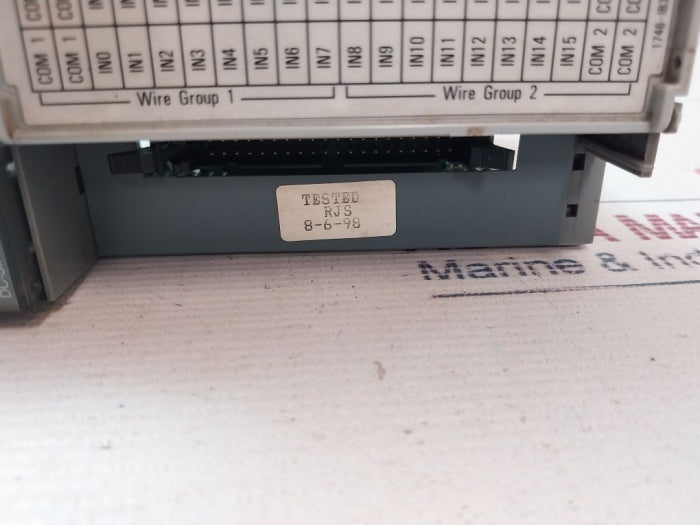 COM 1 COM 1 IN0 IN1 IN2 IN3 IN4 IN5 IN6 IN7 IN8 IN9 IN10 IN11 IN12 IN13 IN14 IN15 COM 2 COM 2
Wire Group 1 Wire Group 2
TESTED
RJS
8-6-98
A MA
Marine & Ind